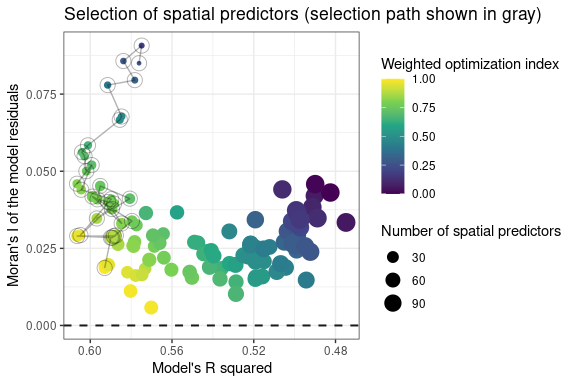 Selection of spatial predictors (selection path shown in gray)
Moran's I of the model residuals
0.075
0.050
0.025
0.000
0.60 0.56 0.52 0.48
Model's R squared
Weighted optimization index
1.00
0.75
0.50
0.25
0.00
Number of spatial predictors
30
60
90